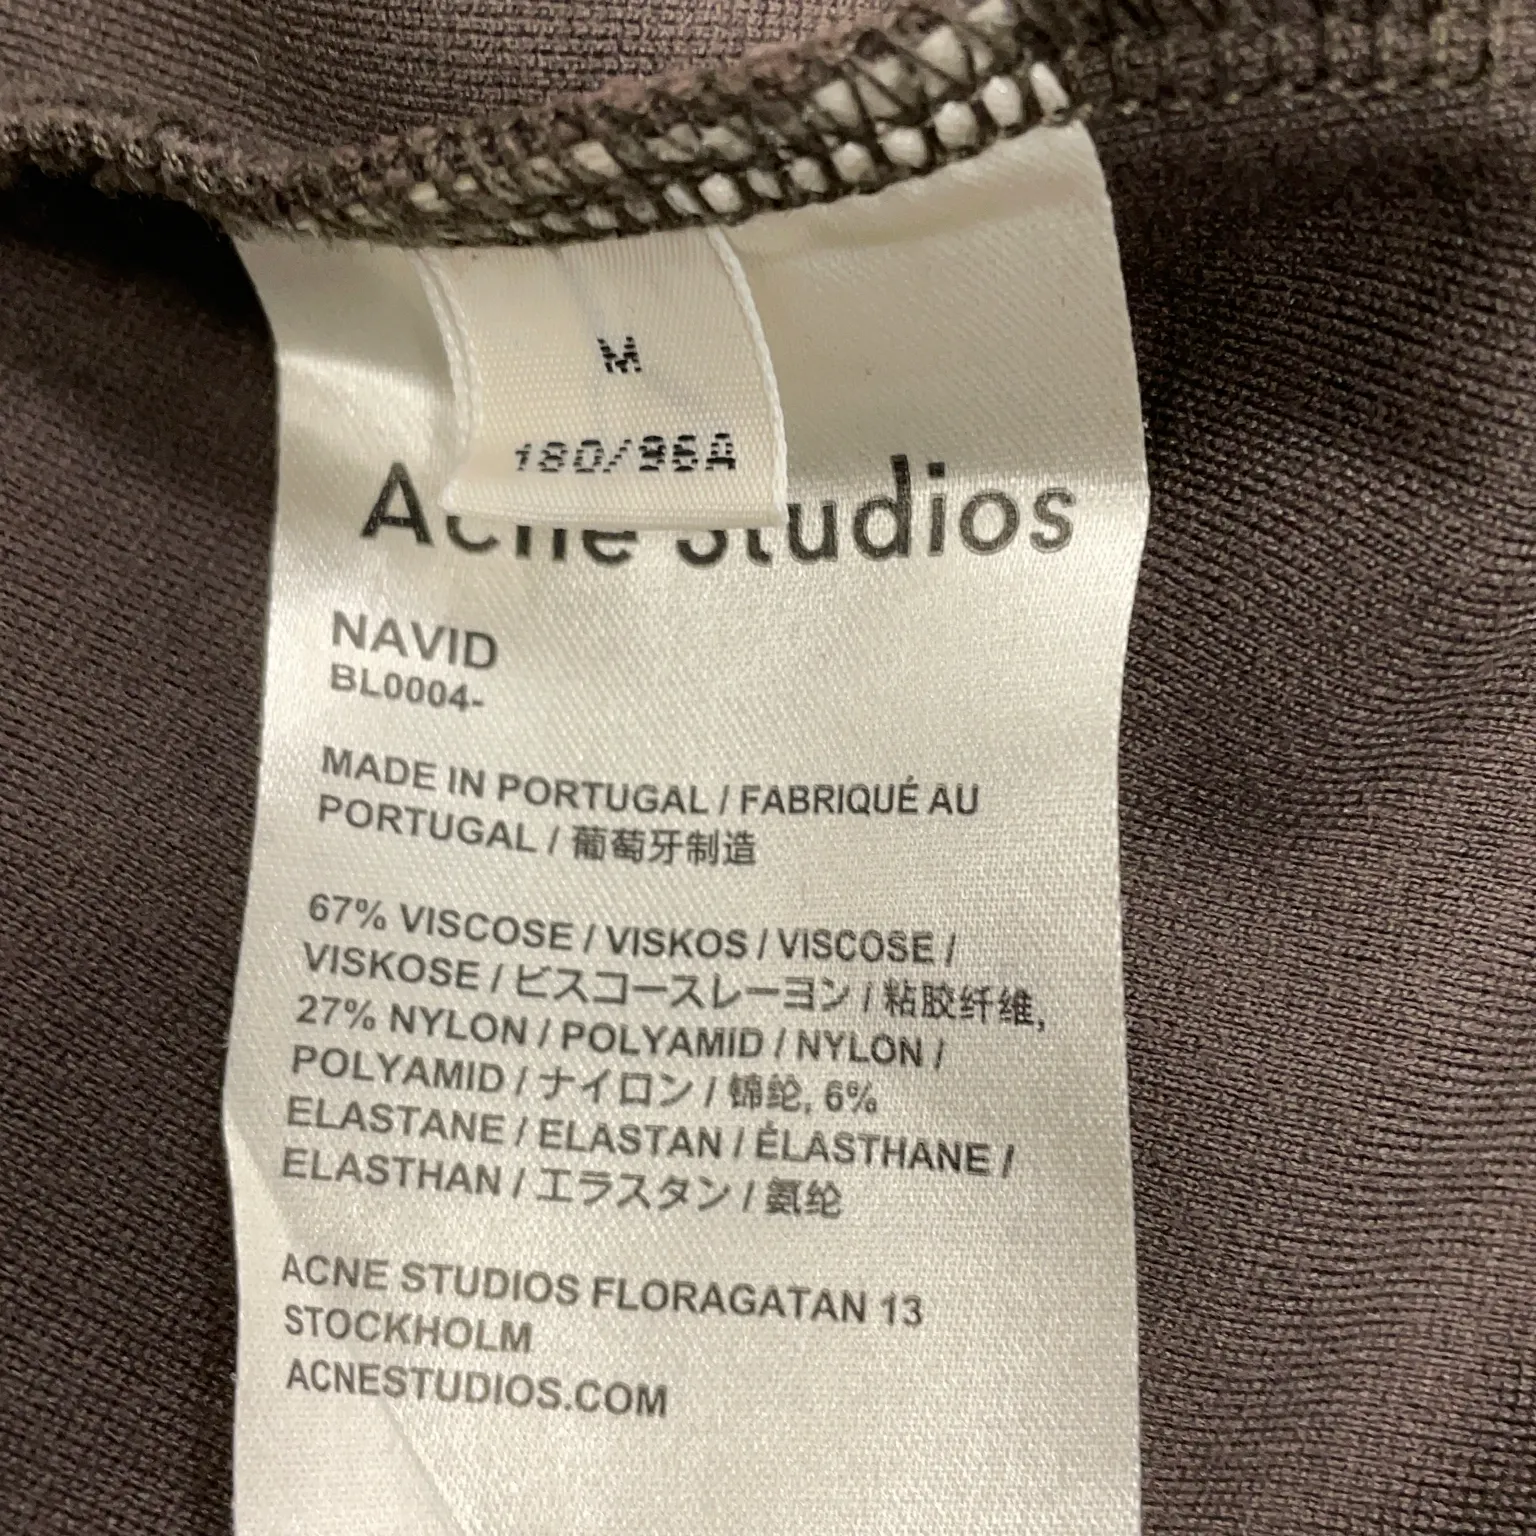 M
180/96A
Acne Studios
NAVID
BL0004-
MADE IN PORTUGAL / FABRIQUÉ AU
PORTUGAL / 葡萄牙制造
67% VISCOSE / VISKOS / VISCOSE /
VISKOSE / ビスコースレーヨン / 粘胶纤维,
27% NYLON / POLYAMID / NYLON /
POLYAMID / ナイロン / 锦纶, 6%
ELASTANE / ELASTAN / ÉLASTHANE /
ELASTHAN / エラスタン / 氨纶
ACNE STUDIOS FLORAGATAN 13
STOCKHOLM
ACNESTUDIOS.COM